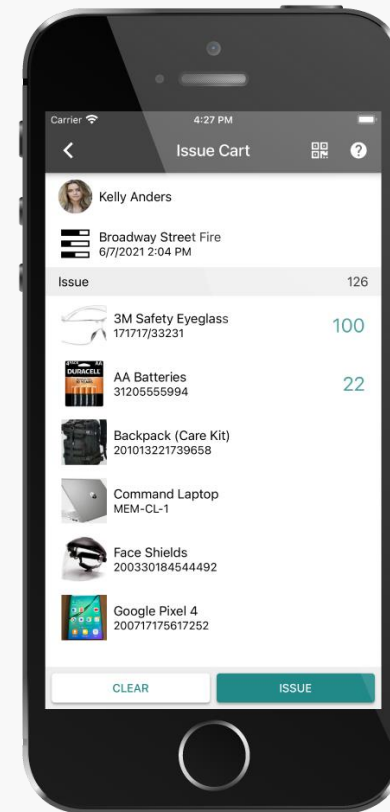 Carrier
4:27 PM
Issue Cart
?
Kelly Anders
Broadway Street Fire
6/7/2021 2:04 PM
Issue 126
3M Safety Eyeglass
171717/33231
100
DURACELL
AA
AA Batteries
31205555994
22
Backpack (Care Kit)
201013221739658
Command Laptop
MEM-CL-1
Face Shields
200330184544492
Google Pixel 4
200717175617252
CLEAR
ISSUE